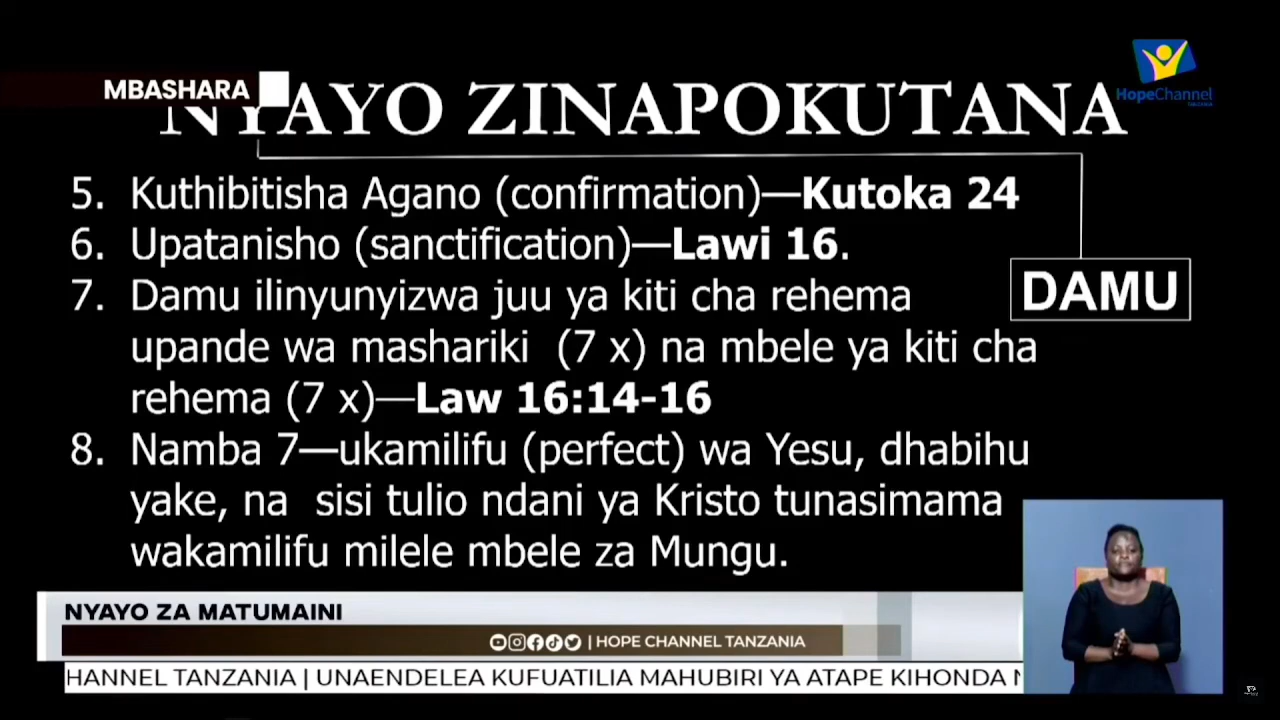 MBASHARA
NYAYO ZINAPOKUTANA
HopeChannel
TANZANIA
5. Kuthibitisha Agano (confirmation)—Kutoka 24
6. Upatanisho (sanctification)—Lawi 16.
DAMU
7. Damu ilinyunyizwa juu ya kiti cha rehema
upande wa mashariki (7 x) na mbele ya kiti cha
rehema (7 x)—Law 16:14-16
8. Namba 7—ukamilifu (perfect) wa Yesu, dhabihu
yake, na sisi tulio ndani ya Kristo tunasimama
wakamilifu milele mbele za Mungu.
NYAYO ZA MATUMAINI
| HOPE CHANNEL TANZANIA
HANNEL TANZANIA | UNAENDELEA KUFUATILIA MAHUBIRI YA ATAPE KIHONDA